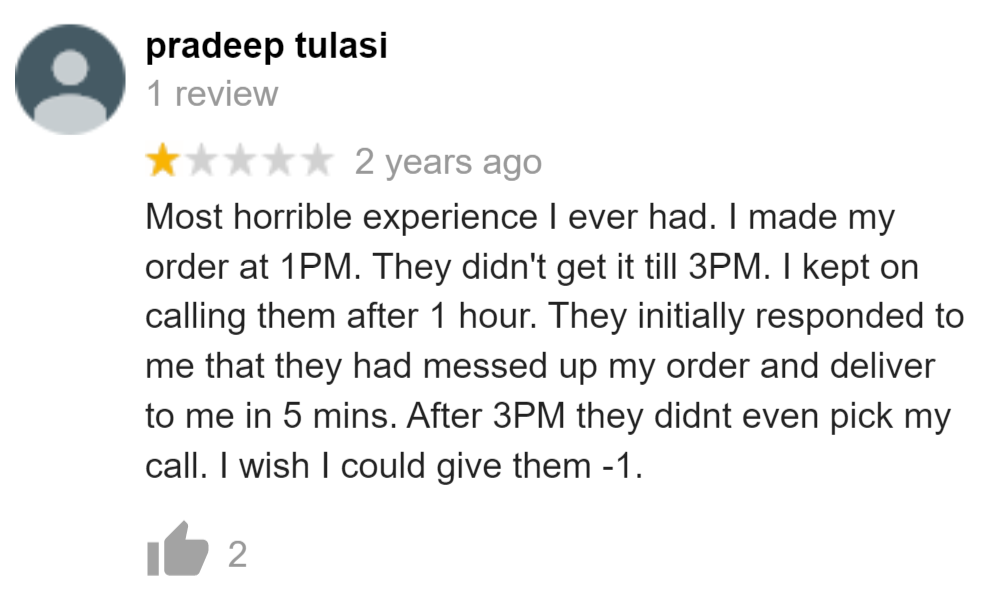 pradeep tulasi
1 review
2 years ago
Most horrible experience I ever had. I made my
order at 1PM. They didn't get it till 3PM. I kept on
calling them after 1 hour. They initially responded to
me that they had messed up my order and deliver
to me in 5 mins. After 3PM they didnt even pick my
call. I wish I could give them -1.
2